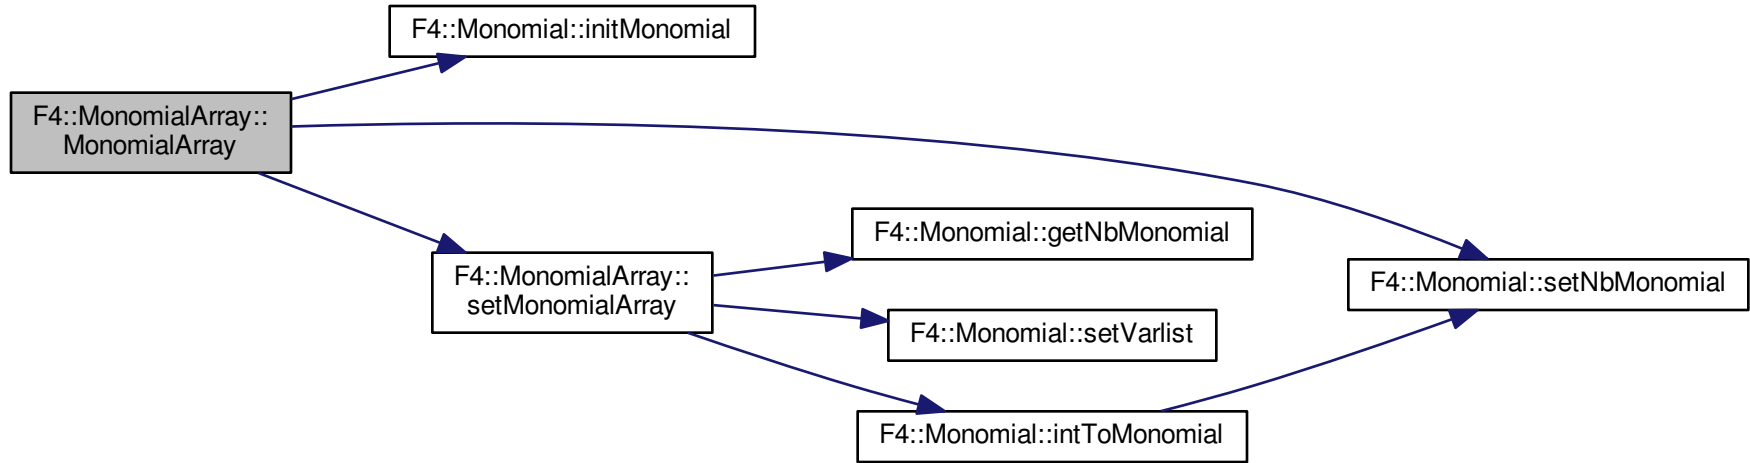 F4::Monomial::initMonomial
F4::MonomialArray::
MonomialArray
F4::Monomial::getNbMonomial
F4::MonomialArray::
setMonomialArray
F4::Monomial::setNbMonomial
F4::Monomial::setVarlist
F4::Monomial::intToMonomial